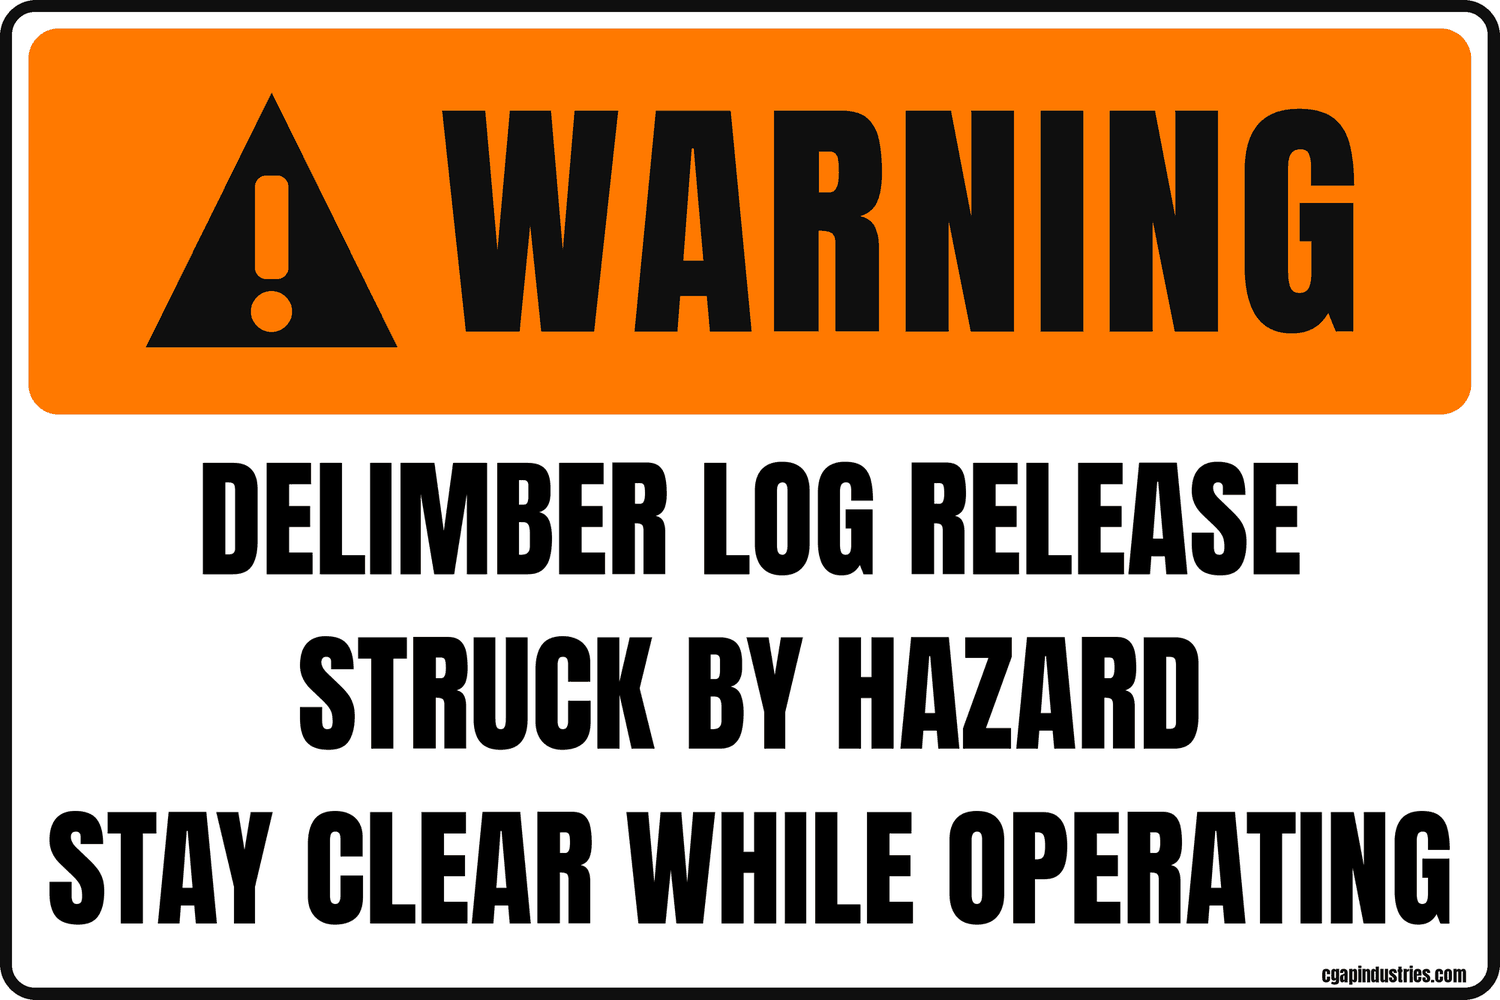 WARNING
DELIMBER LOG RELEASE
STRUCK BY HAZARD
STAY CLEAR WHILE OPERATING
cgapindustries.com